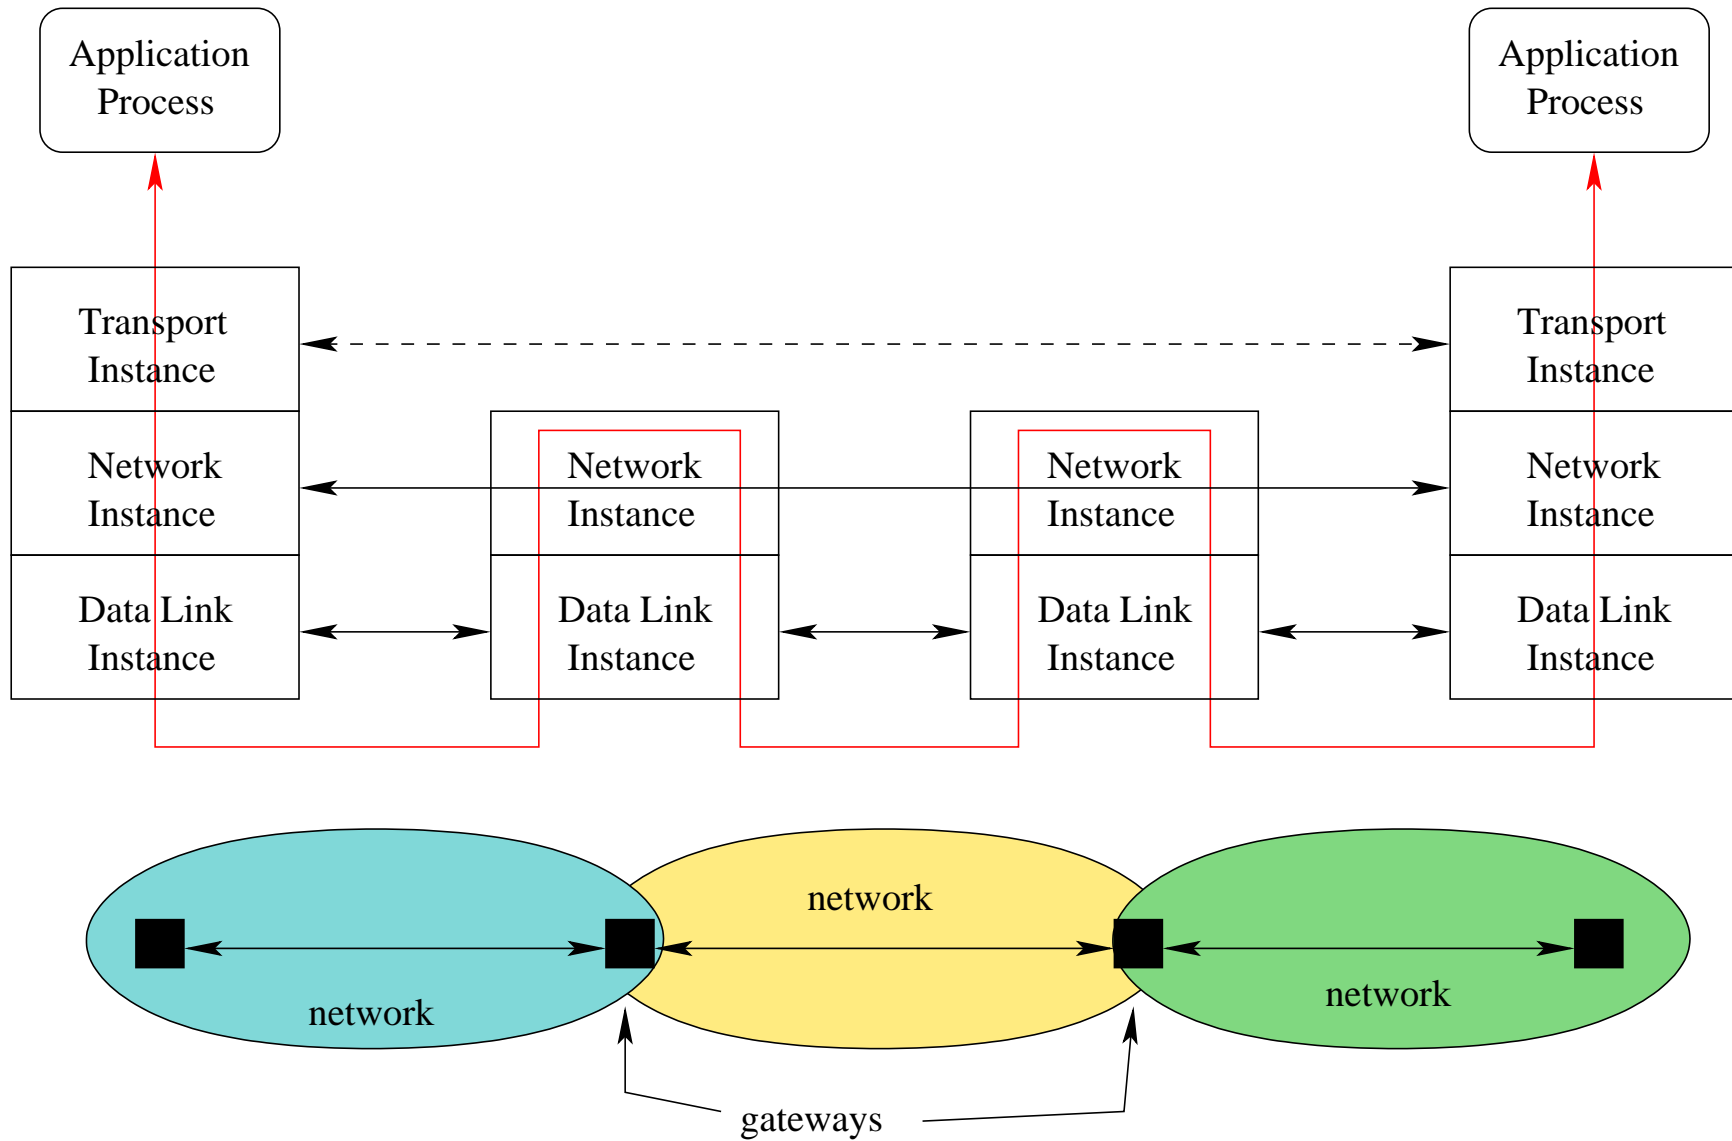 Application
Process
Application
Process
Transport
Instance
Transport
Instance
Network
Instance
Network
Instance
Network
Instance
Network
Instance
Data Link
Instance
Data Link
Instance
Data Link
Instance
Data Link
Instance
network
network
network
gateways